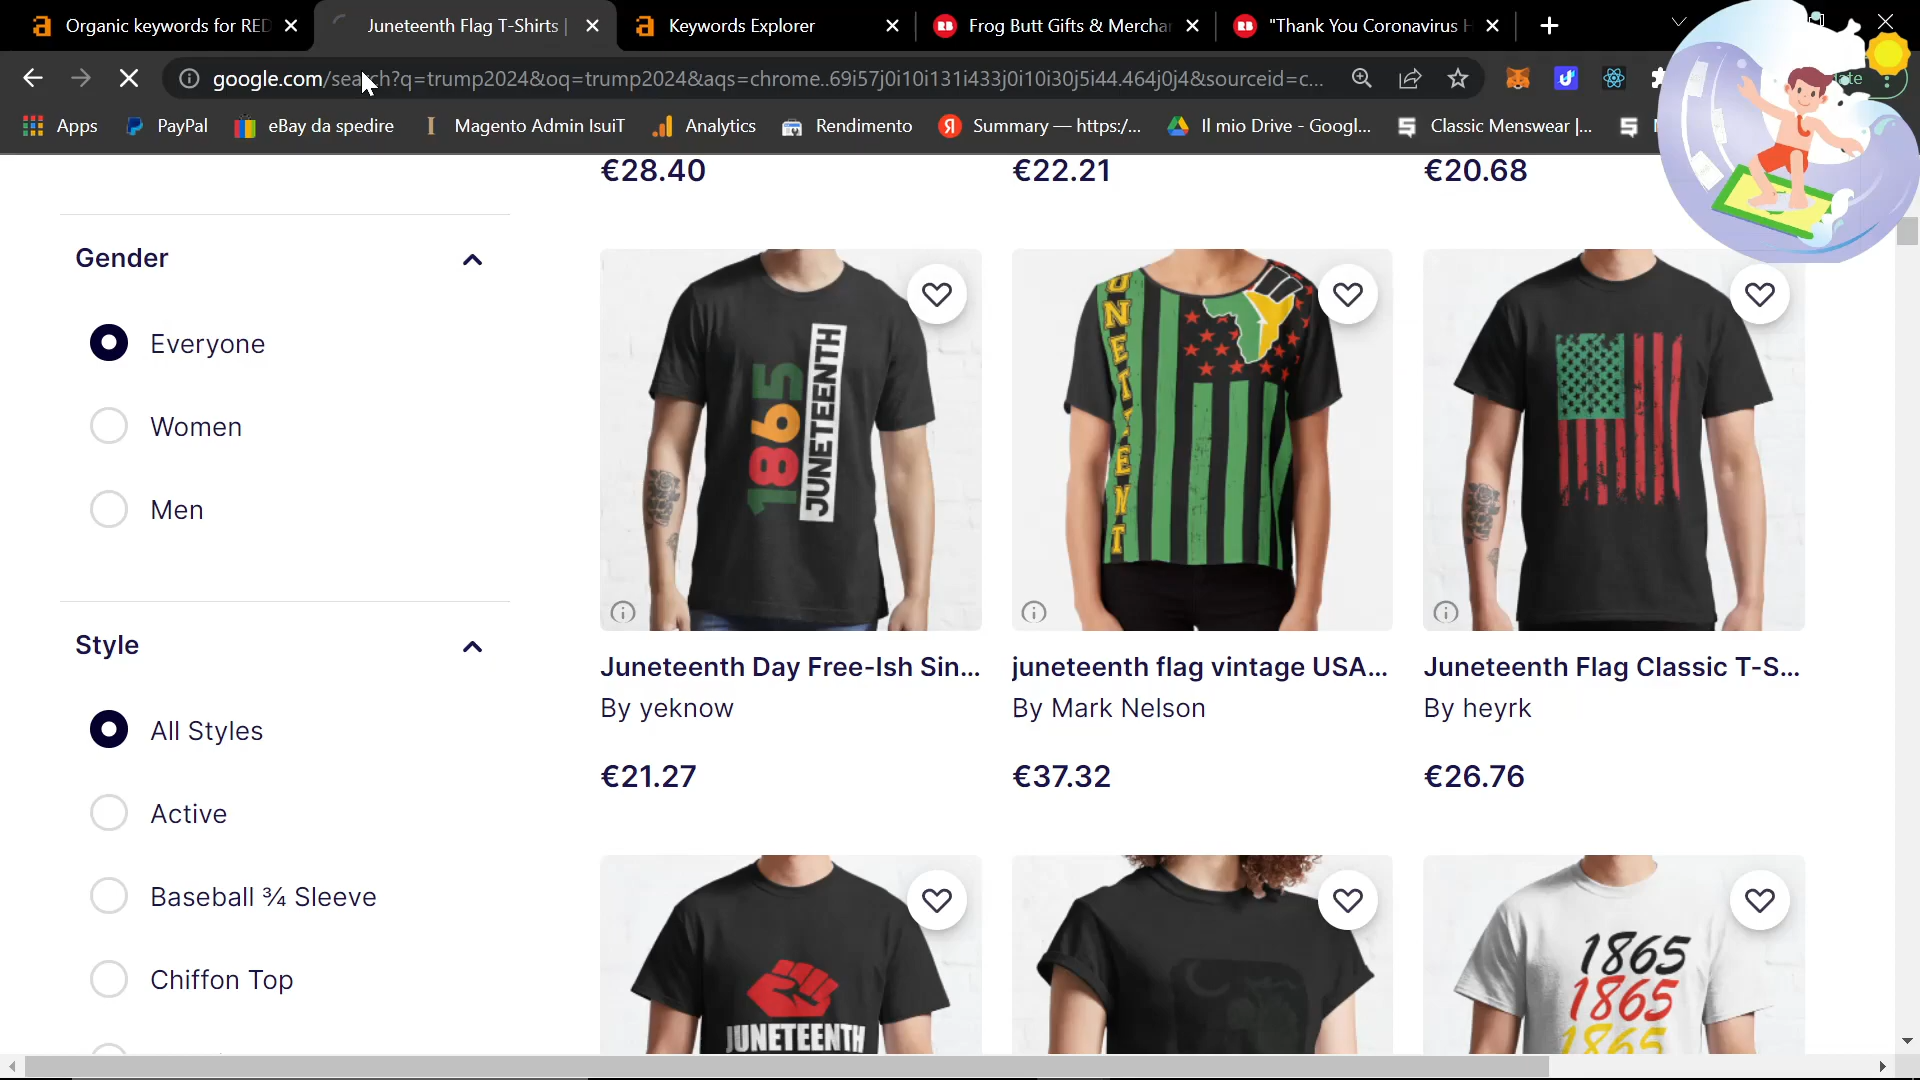 Organic keywords for RED
Juneteenth Flag T-Shirts |
Keywords Explorer
Frog Butt Gifts & Mercha
"Thank You Coronavirus H
google.com/search?q=trump2024&oq=trump2024&aqs=chrome..69i57j0i10i131i433j0i10i30j5i44.464j0j4&sourceid=c...
Apps
PayPal
eBay da spedire
Magento Admin IsuiT
Analytics
Rendimento
Summary — https:/...
Il mio Drive - Googl...
Classic Menswear |...
€28.40
€22.21
€20.68
Gender
Everyone
Women
Men
Style
All Styles
Active
Baseball ¾ Sleeve
Chiffon Top
1865
JUNETEENTH
UNETEENT
Juneteenth Day Free-Ish Sin...
By yeknow
€21.27
juneteenth flag vintage USA...
By Mark Nelson
€37.32
Juneteenth Flag Classic T-S...
By heyrk
€26.76
JUNETEENTH
1865
1865
1865